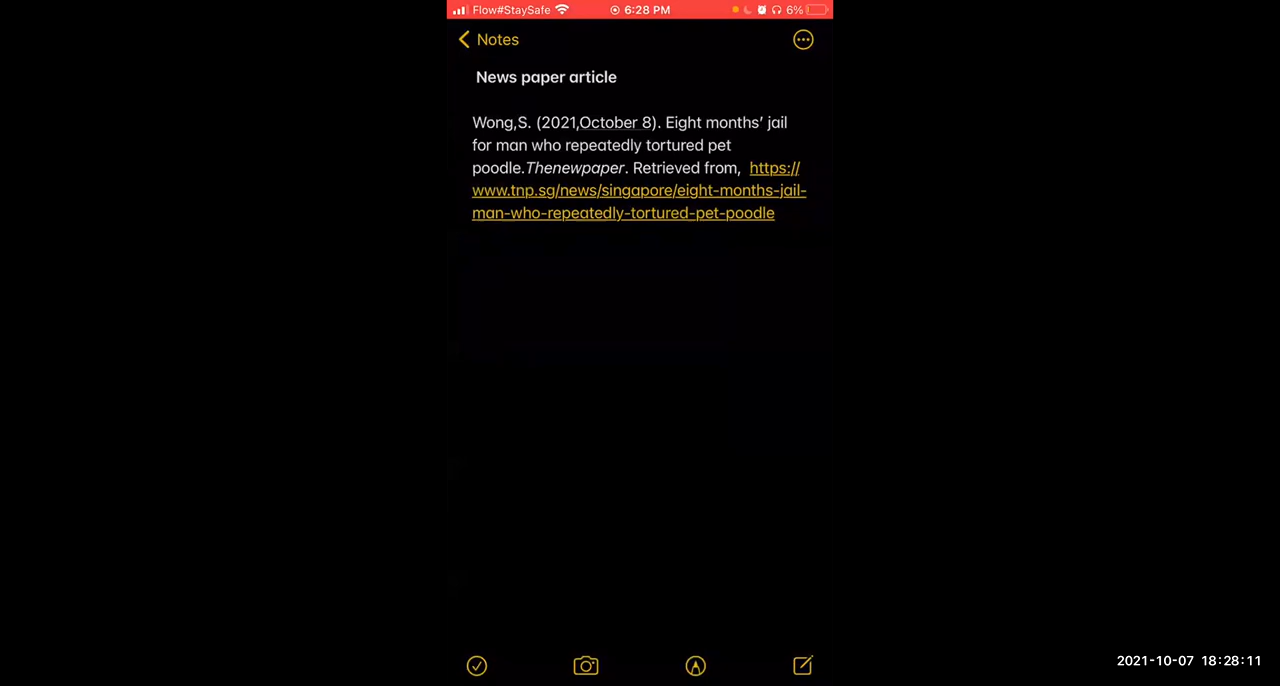 Flow#StaySafe 6:28 PM 6%
Notes
News paper article
Wong,S. (2021,October 8). Eight months’ jail
for man who repeatedly tortured pet
poodle.Thenewpaper. Retrieved from, https://
www.tnp.sg/news/singapore/eight-months-jail-
man-who-repeatedly-tortured-pet-poodle
2021-10-07 18:28:11